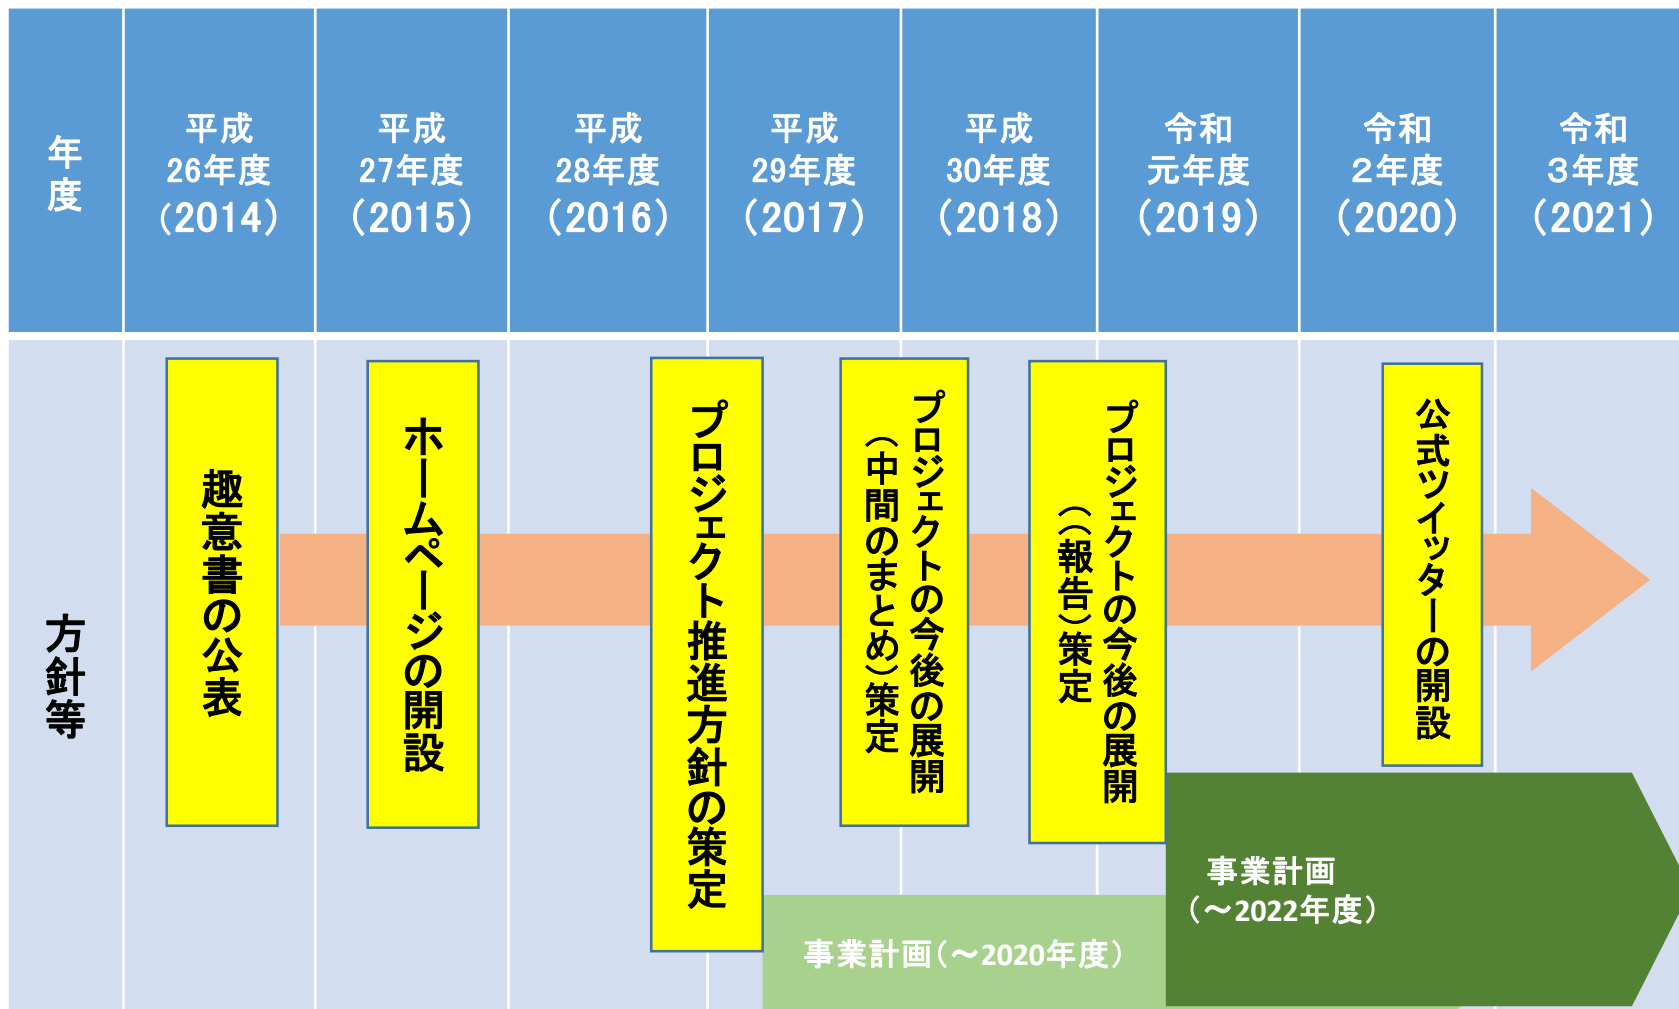 年度
平成
26年度
（2014）
平成
27年度
（2015）
平成
28年度
（2016）
平成
29年度
（2017）
平成
30年度
（2018）
令和
元年度
（2019）
令和
２年度
（2020）
令和
３年度
（2021）
方針等
趣意書の公表
ホームページの開設
プロジェクト推進方針の策定
プロジェクトの今後の展開
（中間のまとめ）策定
プロジェクトの今後の展開
（（報告）策定
公式ツイッターの開設
事業計画（～2020年度）
事業計画
（～2022年度）